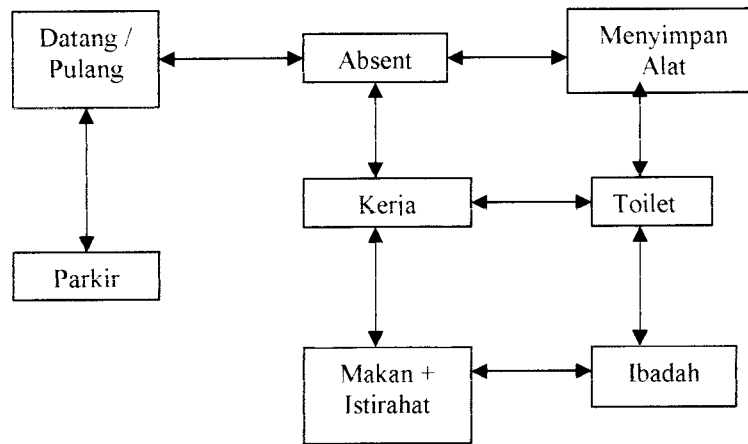 Datang /
Pulang
Absent
Menyimpan
Alat
Kerja
Toilet
Parkir
Makan +
Istirahat
Ibadah